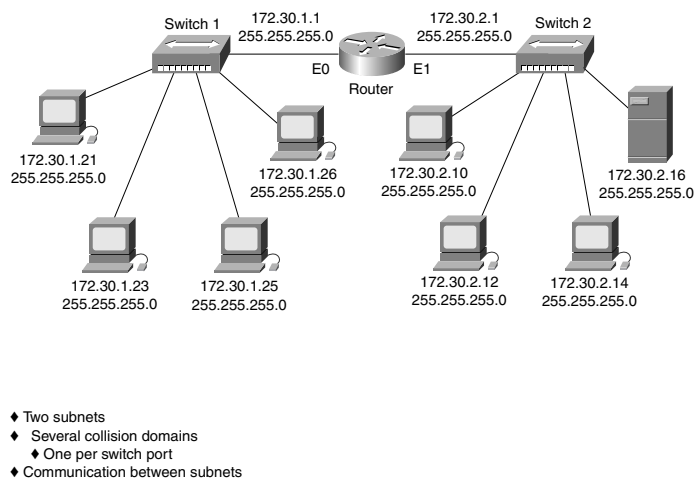 Switch 1
172.30.1.1
255.255.255.0
172.30.2.1
255.255.255.0
Switch 2
E0
E1
Router
172.30.1.21
255.255.255.0
172.30.1.26
255.255.255.0
172.30.2.10
255.255.255.0
172.30.2.16
255.255.255.0
172.30.1.23
255.255.255.0
172.30.1.25
255.255.255.0
172.30.2.12
255.255.255.0
172.30.2.14
255.255.255.0
♦ Two subnets
♦ Several collision domains
♦ One per switch port
♦ Communication between subnets